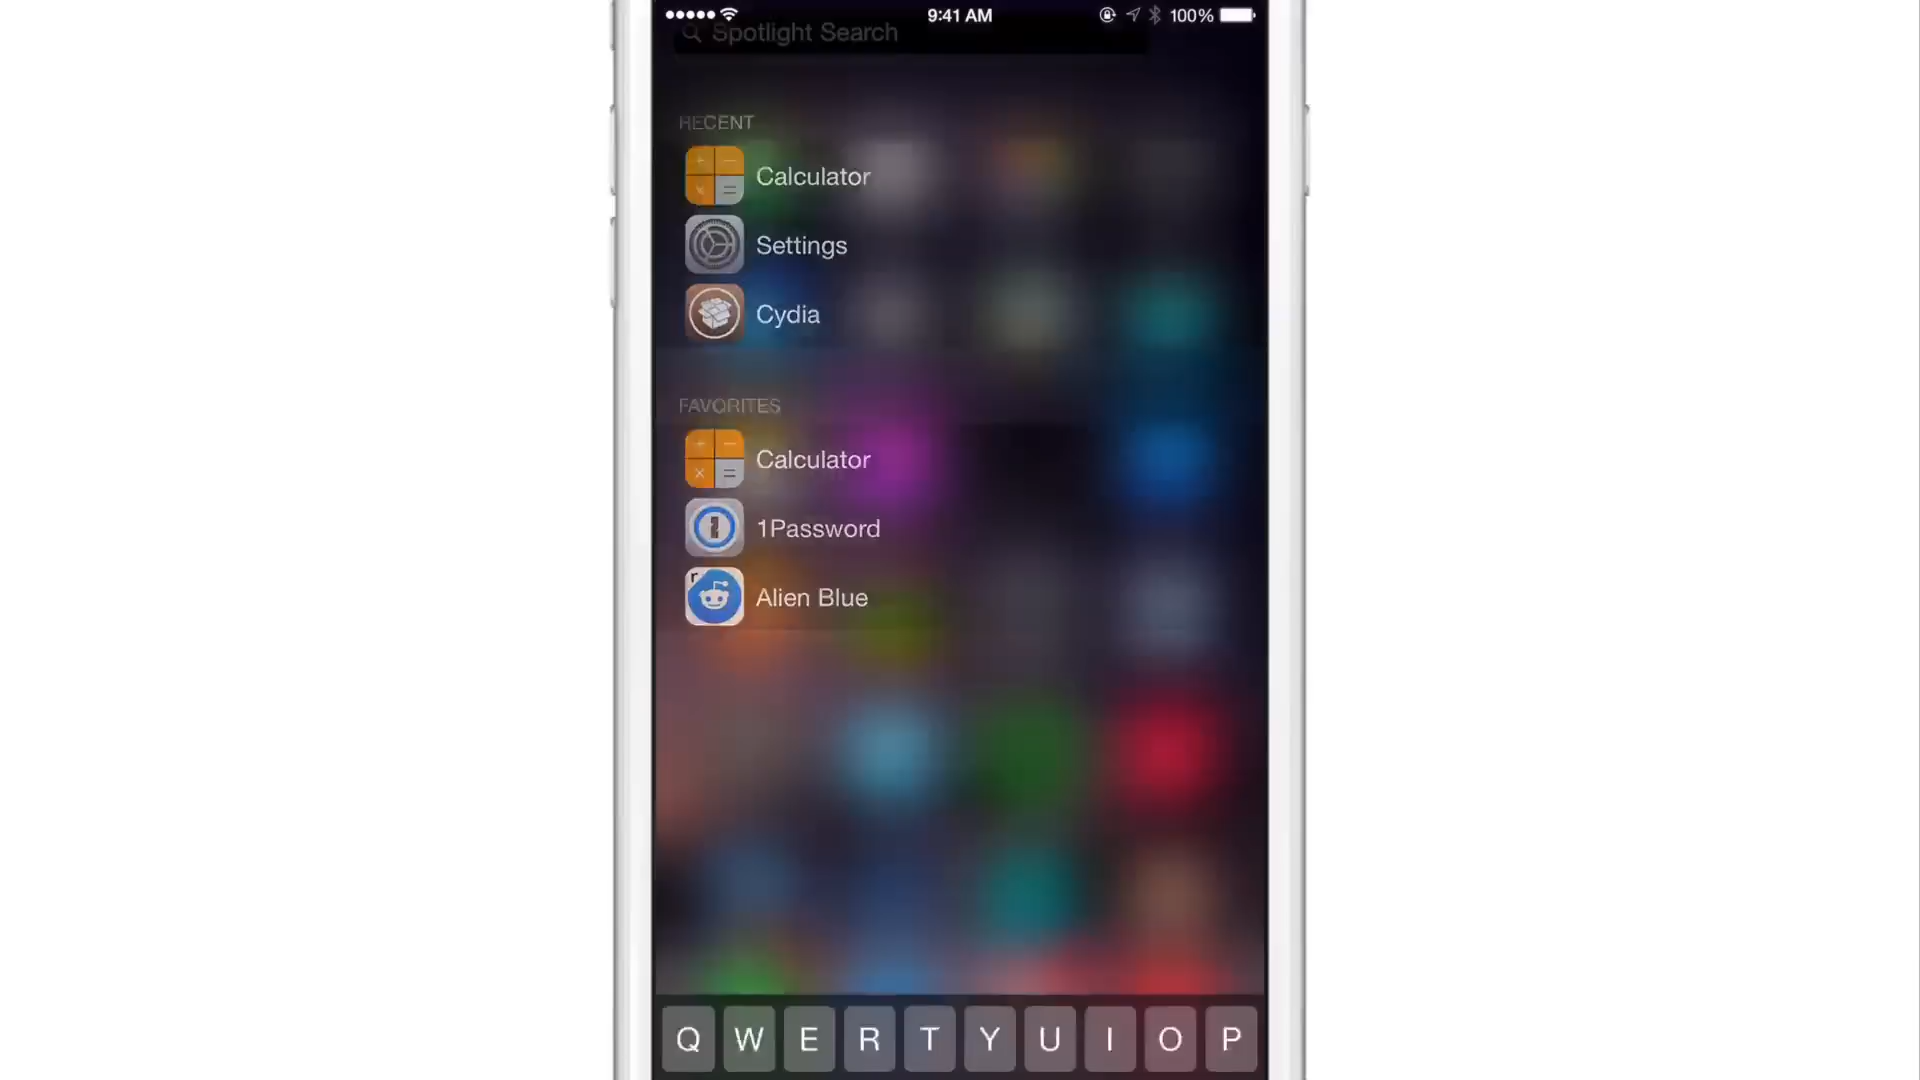 9:41 AM
100%
Spotlight Search
RECENT
Calculator
Settings
Cydia
FAVORITES
Calculator
1Password
r
Alien Blue
Q W E R T Y U I O P